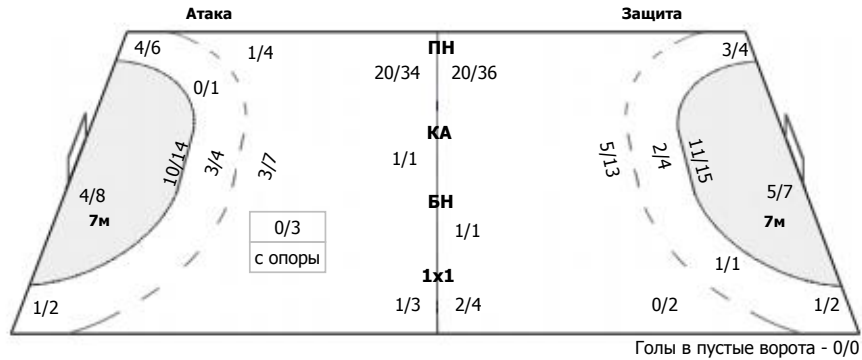 Атака Защита
4/6 1/4 ПН 3/4
20/34 20/36
0/1
КА
10/14 3/4 3/7 1/1 5/13 2/4 11/15
4/8 БН 5/7
7м 7м
0/3 1/1
с опоры 1/1
1x1
1/2 1/3 2/4 0/2 1/2
Голы в пустые ворота - 0/0